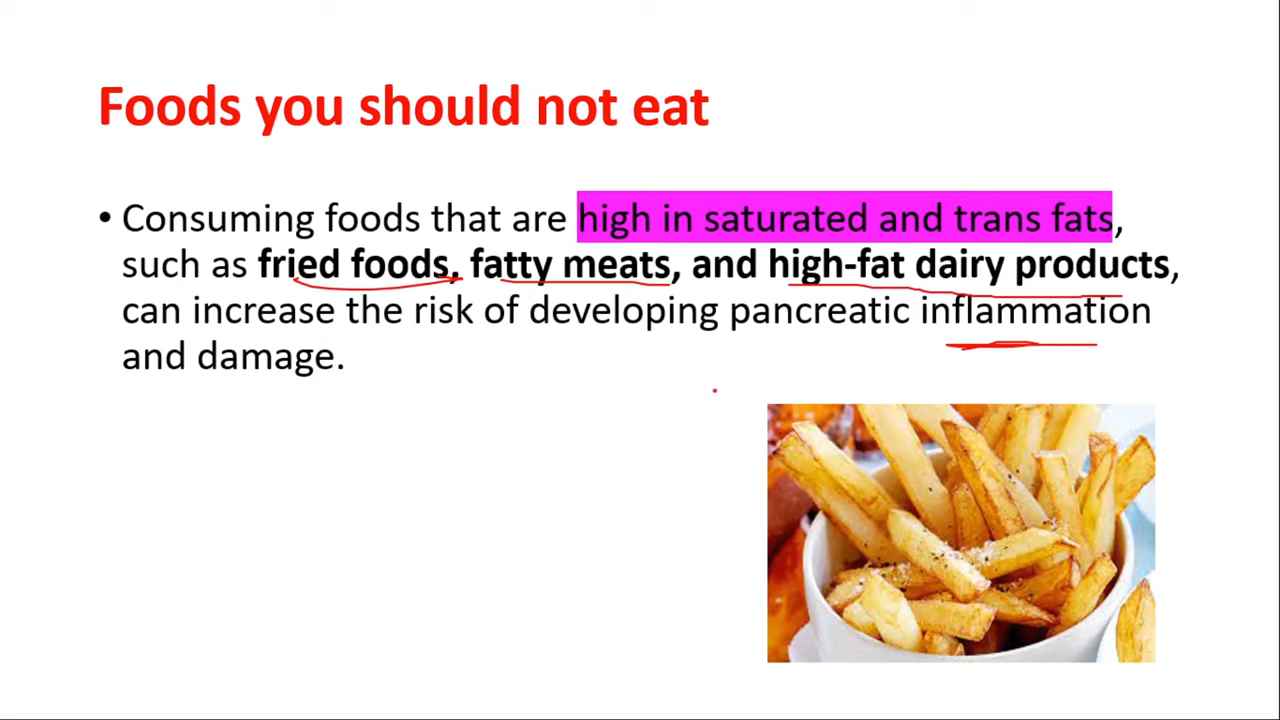 Foods you should not eat
• Consuming foods that are high in saturated and trans fats,
such as fried foods, fatty meats, and high-fat dairy products,
can increase the risk of developing pancreatic inflammation
and damage.